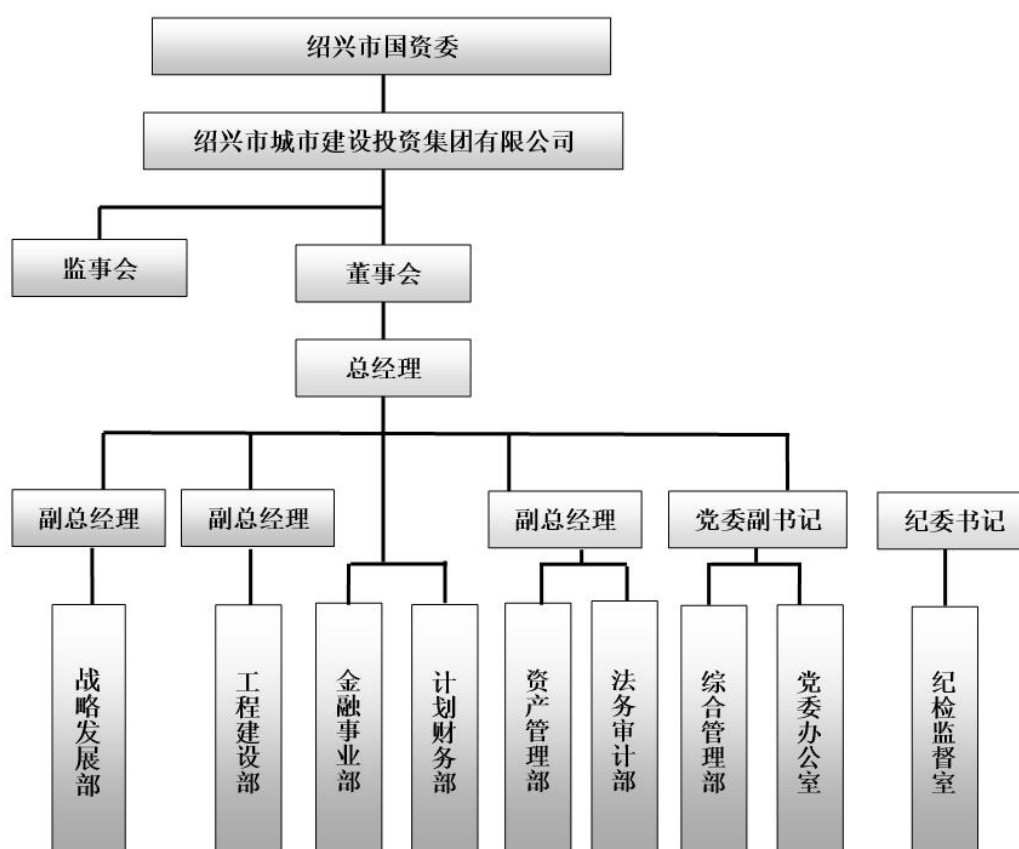 绍兴市国资委
绍兴市城市建设投资集团有限公司
监事会
董事会
总经理
副总经理
副总经理
副总经理
党委副书记
纪委书记
战略发展部
工程建设部
金融事业部
计划财务部
资产管理部
法务审计部
综合管理部
党委办公室
纪检监督室